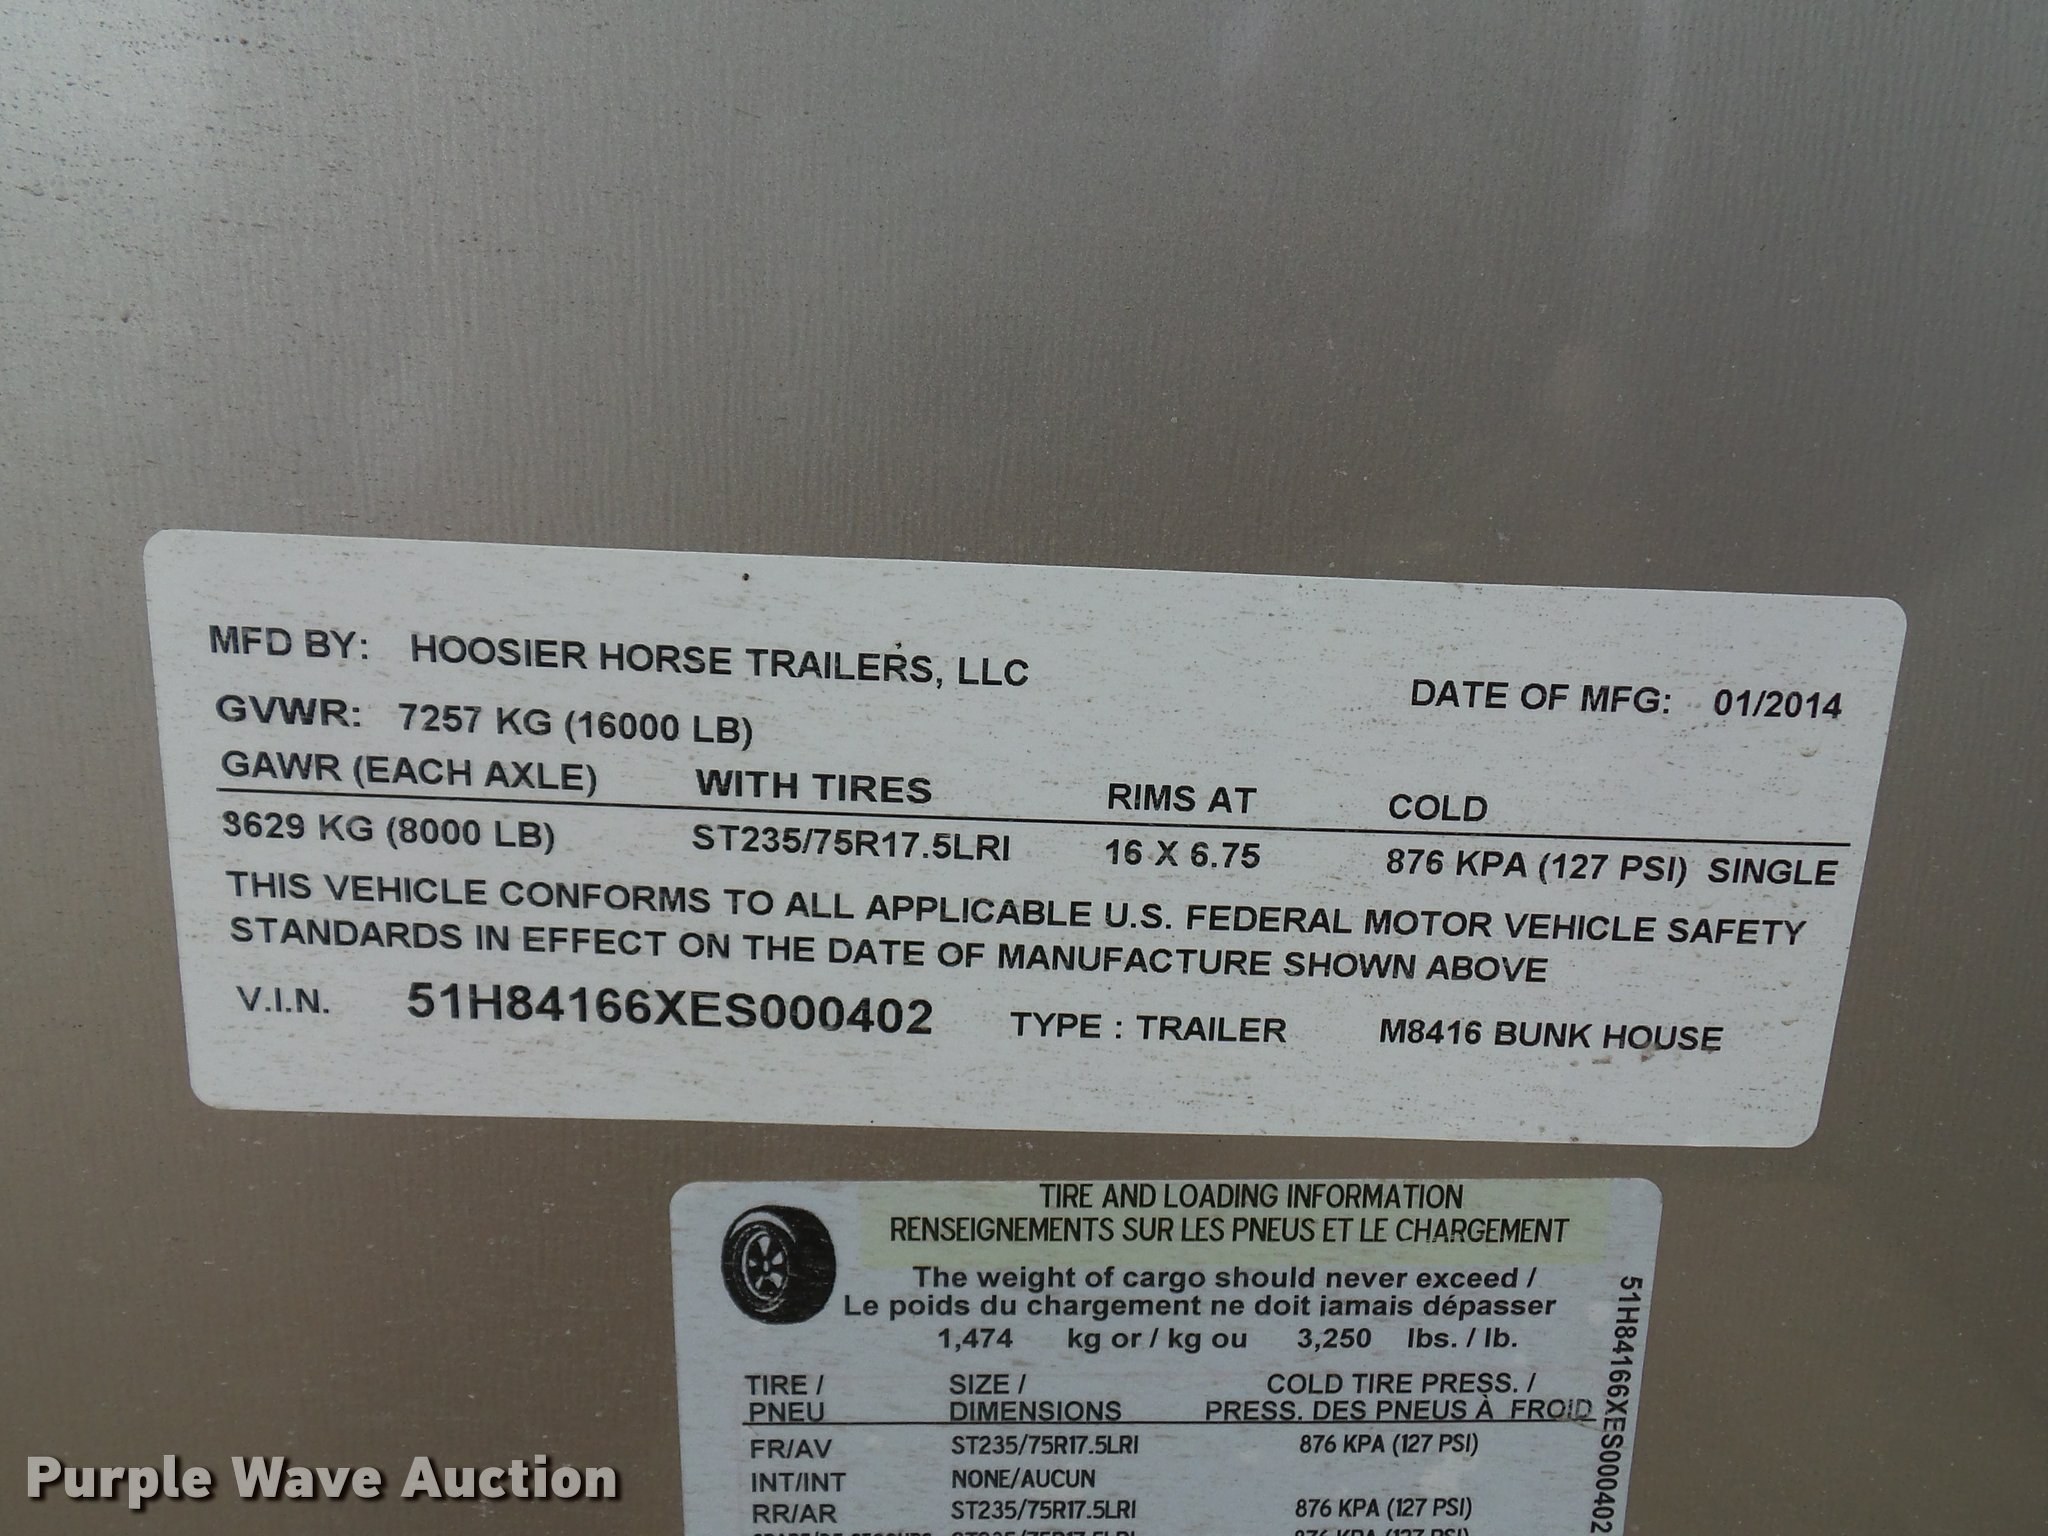 MFD BY: HOOSIER HORSE TRAILERS, LLC
DATE OF MFG: 01/2014
GVWR: 7257 KG (16000 LB)
GAWR (EACH AXLE) WITH TIRES RIMS AT COLD
3629 KG (8000 LB) ST235/75R17.5LRI 16 X 6.75 876 KPA (127 PSI) SINGLE
THIS VEHICLE CONFORMS TO ALL APPLICABLE U.S. FEDERAL MOTOR VEHICLE SAFETY
STANDARDS IN EFFECT ON THE DATE OF MANUFACTURE SHOWN ABOVE
V.I.N. 51H84166XES000402 TYPE : TRAILER M8416 BUNK HOUSE
TIRE AND LOADING INFORMATION
RENSEIGNEMENTS SUR LES PNEUS ET LE CHARGEMENT
The weight of cargo should never exceed /
Le poids du chargement ne doit jamais dépasser
1,474 kg or / kg ou 3,250 lbs. / lb.
TIRE / SIZE / COLD TIRE PRESS. /
PNEU DIMENSIONS PRESS. DES PNEUS À FROID
FR/AV ST235/75R17.5LRI 876 KPA (127 PSI)
INT/INT NONE/AUCUN
RR/AR ST235/75R17.5LRI 876 KPA (127 PSI)
51H84166XES000402
Purple Wave Auction